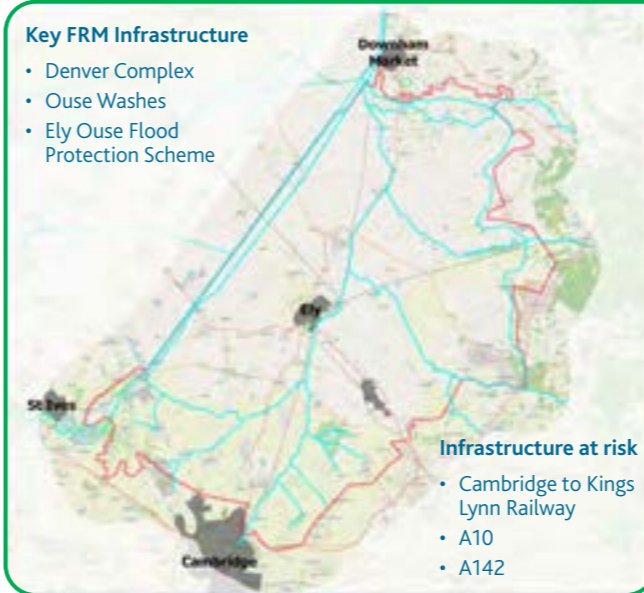 Key FRM Infrastructure
• Denver Complex
• Ouse Washes
• Ely Ouse Flood
Protection Scheme
Downham
Market
Ely
St Ives
Cambridge
Infrastructure at risk
• Cambridge to Kings
Lynn Railway
• A10
• A142